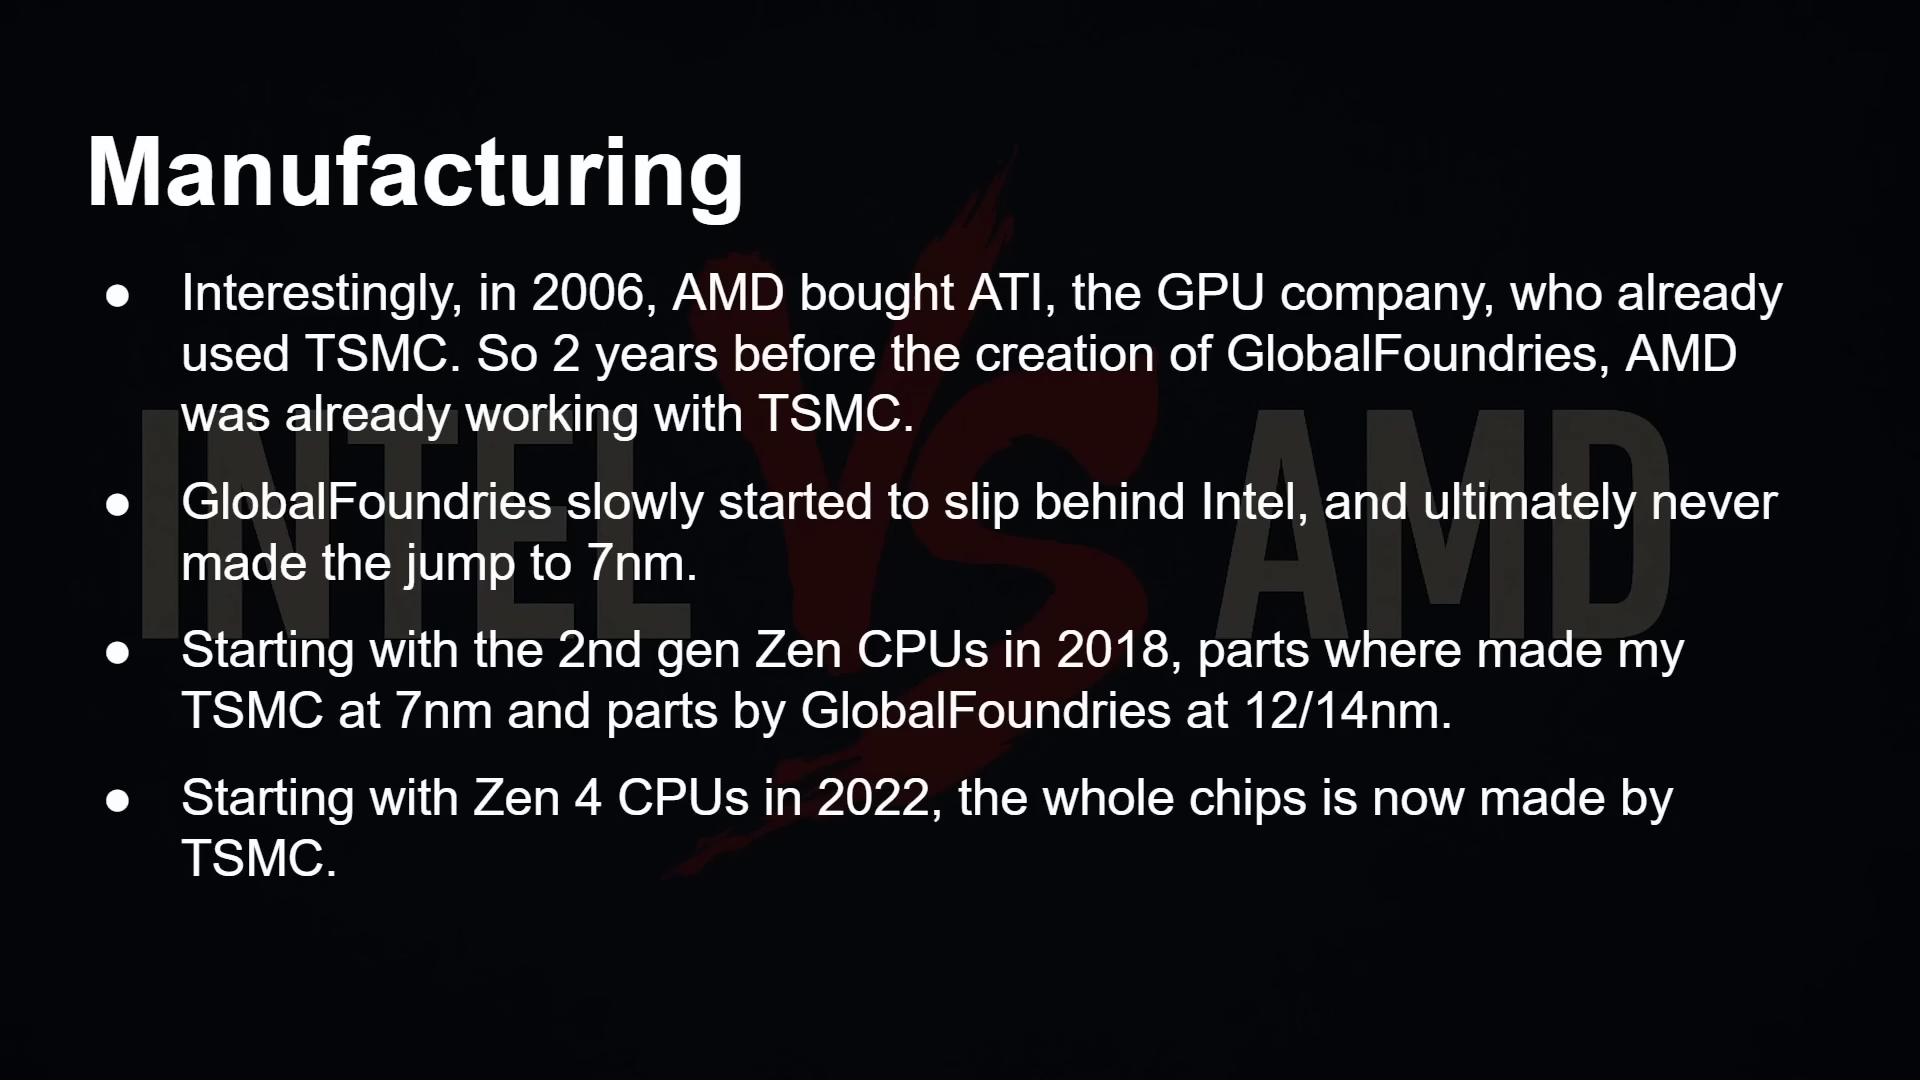 Manufacturing
● Interestingly, in 2006, AMD bought ATI, the GPU company, who already
used TSMC. So 2 years before the creation of GlobalFoundries, AMD
was already working with TSMC.
● GlobalFoundries slowly started to slip behind Intel, and ultimately never
made the jump to 7nm.
● Starting with the 2nd gen Zen CPUs in 2018, parts where made my
TSMC at 7nm and parts by GlobalFoundries at 12/14nm.
● Starting with Zen 4 CPUs in 2022, the whole chips is now made by
TSMC.
INTEL VS AMD